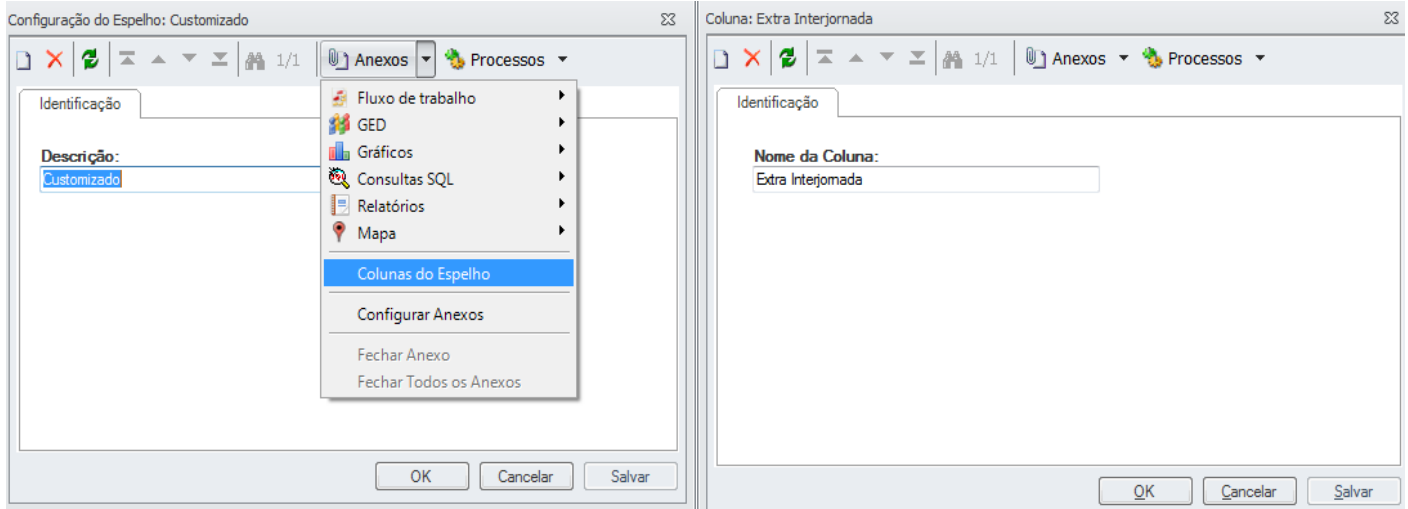 Configuração do Espelho: Customizado
1/1
Anexos
Processos
Identificação
Descrição:
Customizado
Fluxo de trabalho
GED
Gráficos
Consultas SQL
Relatórios
Mapa
Colunas do Espelho
Configurar Anexos
Fechar Anexo
Fechar Todos os Anexos
OK
Cancelar
Salvar
Coluna: Extra Interjornada
1/1
Anexos
Processos
Identificação
Nome da Coluna:
Extra Interjornada
OK
Cancelar
Salvar